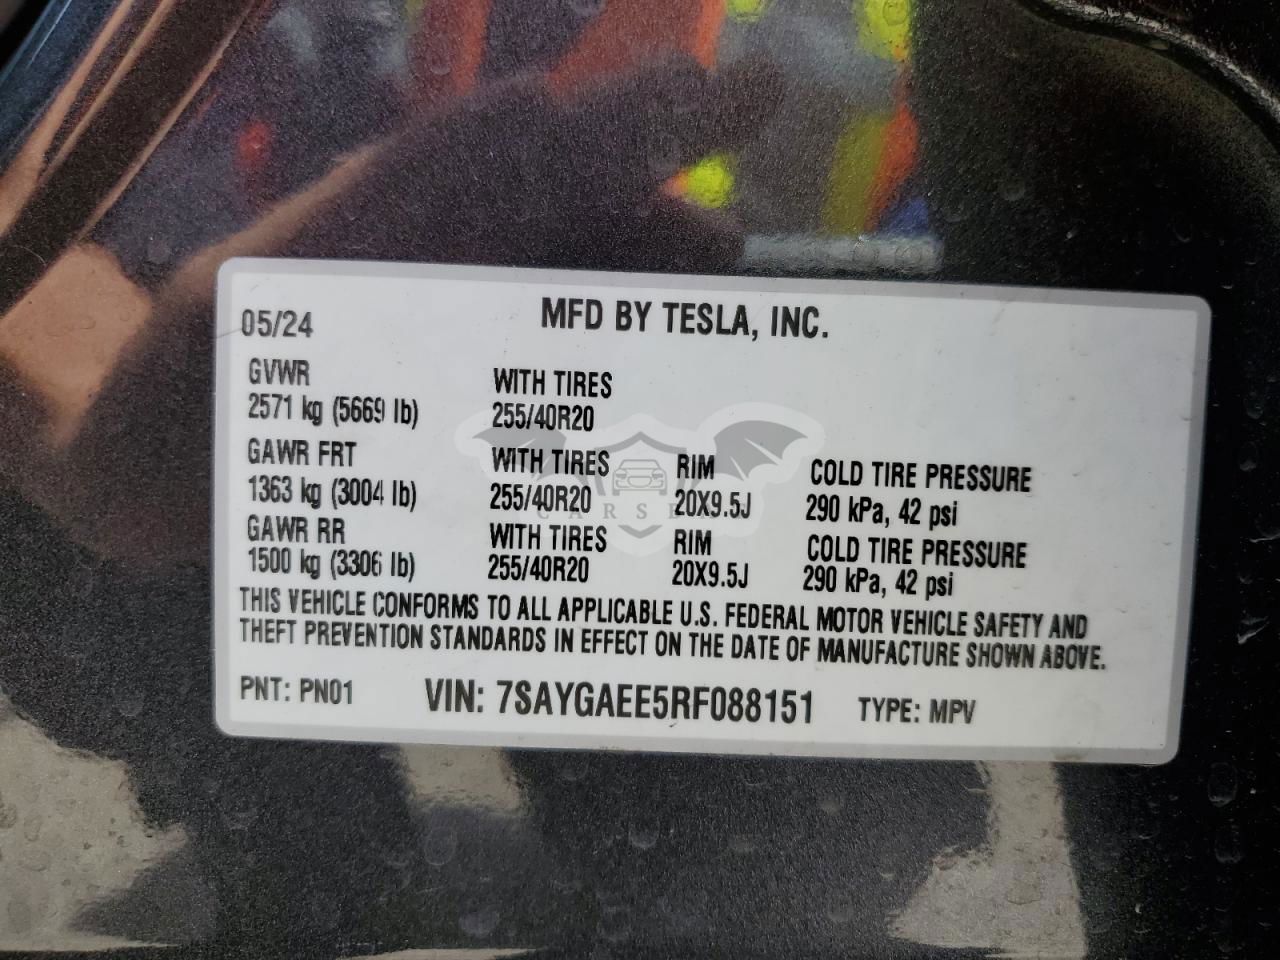 05/24 MFD BY TESLA, INC.
GVWR WITH TIRES
2571 kg (5669 lb) 255/40R20
GAWR FRT WITH TIRES RIM COLD TIRE PRESSURE
1363 kg (3004 lb) 255/40R20 20X9.5J 290 kPa, 42 psi
GAWR RR WITH TIRES RIM COLD TIRE PRESSURE
1500 kg (3306 lb) 255/40R20 20X9.5J 290 kPa, 42 psi
THIS VEHICLE CONFORMS TO ALL APPLICABLE U.S. FEDERAL MOTOR VEHICLE SAFETY AND
THEFT PREVENTION STANDARDS IN EFFECT ON THE DATE OF MANUFACTURE SHOWN ABOVE.
PNT: PN01 VIN: 7SAYGAEE5RF088151 TYPE: MPV